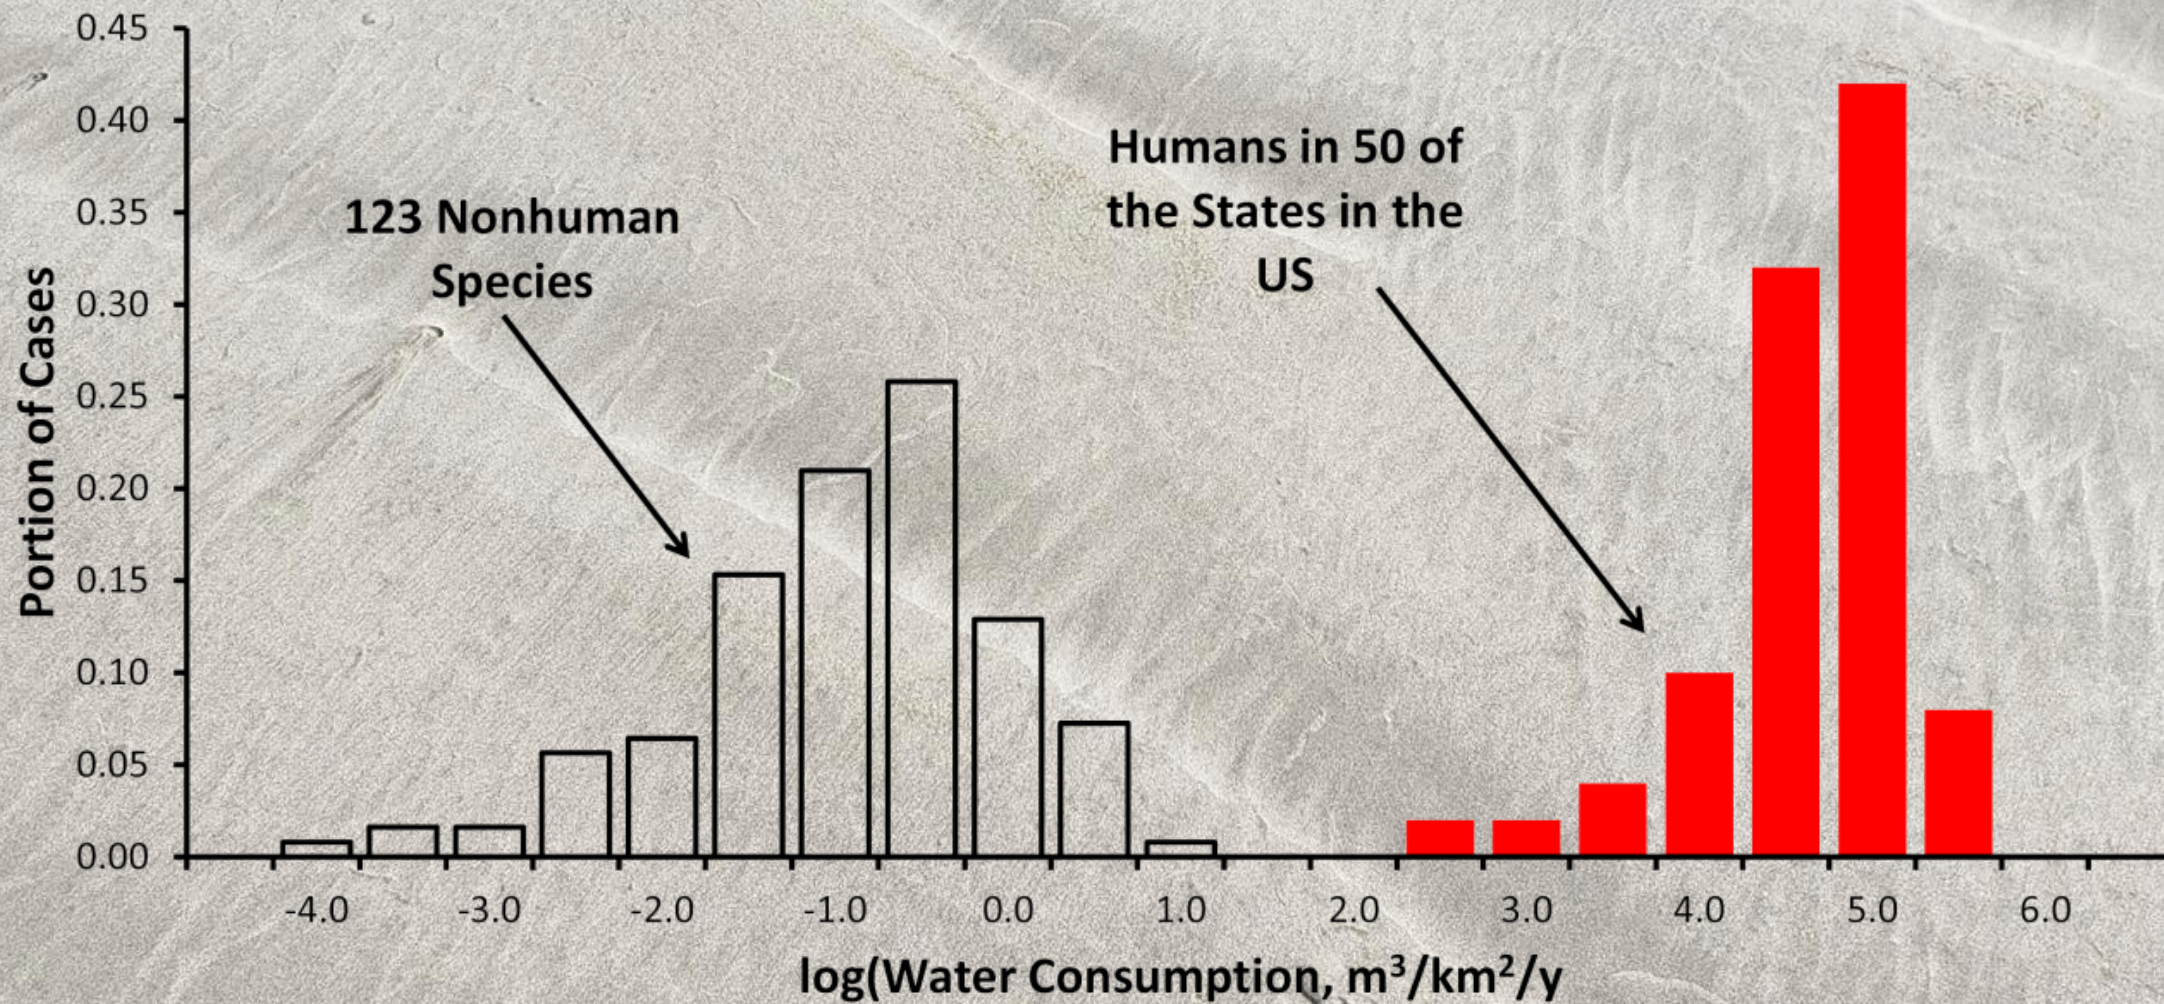 0.45
0.40
0.35
0.30
0.25
0.20
0.15
0.10
0.05
0.00
Portion of Cases
123 Nonhuman
Species
Humans in 50 of
the States in the
US
-4.0 -3.0 -2.0 -1.0 0.0 1.0 2.0 3.0 4.0 5.0 6.0
log(Water Consumption, m³/km²/y